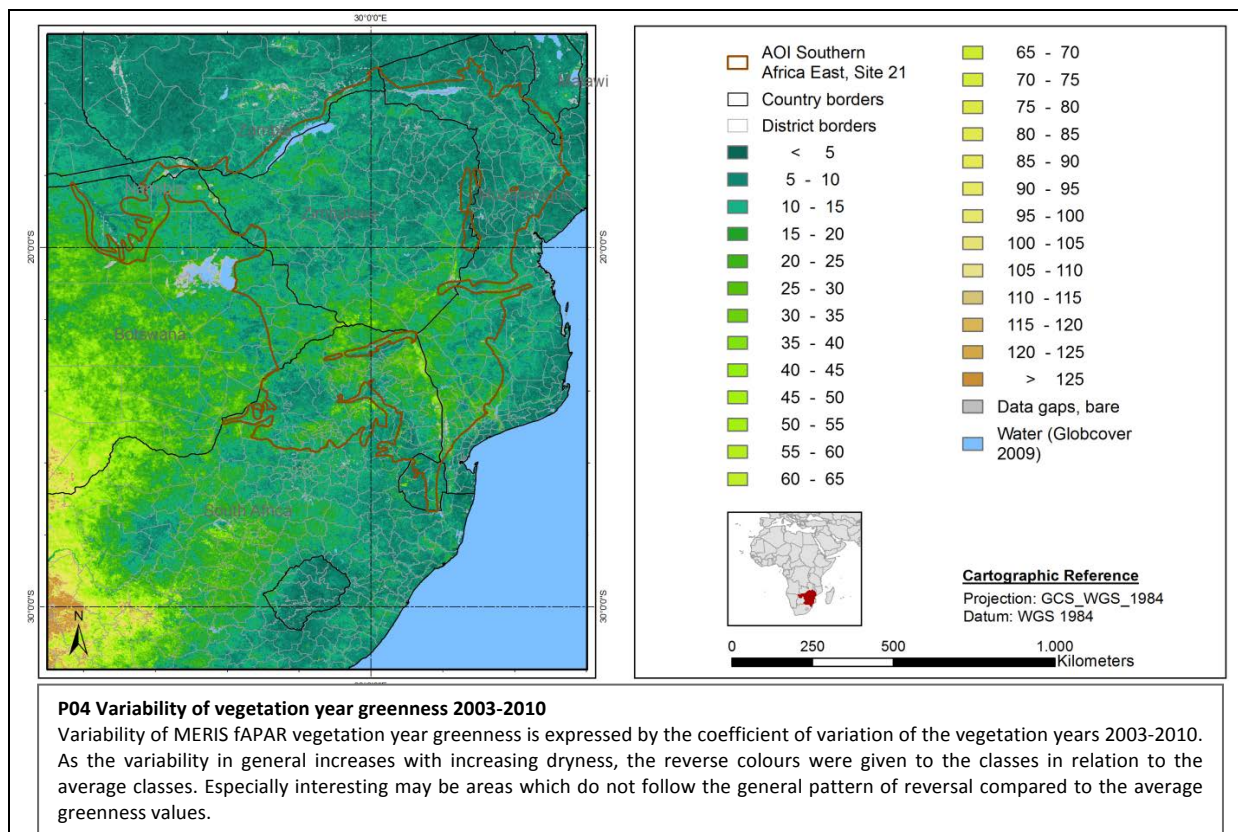 30°0'0"E
Malawi
Zambia
Namibia
Zimbabwe
20°0'0"S
20°0'0"S
Botswana
South Africa
30°0'0"S
30°0'0"S
N
AOI Southern
Africa East, Site 21
Country borders
District borders
< 5
5 - 10
10 - 15
15 - 20
20 - 25
25 - 30
30 - 35
35 - 40
40 - 45
45 - 50
50 - 55
55 - 60
60 - 65
65 - 70
70 - 75
75 - 80
80 - 85
85 - 90
90 - 95
95 - 100
100 - 105
105 - 110
110 - 115
115 - 120
120 - 125
> 125
Data gaps, bare
Water (Globcover
2009)
Cartographic Reference
Projection: GCS_WGS_1984
Datum: WGS 1984
0 250 500 1.000
Kilometers
P04 Variability of vegetation year greenness 2003-2010
Variability of MERIS fAPAR vegetation year greenness is expressed by the coefficient of variation of the vegetation years 2003-2010.
As the variability in general increases with increasing dryness, the reverse colours were given to the classes in relation to the
average classes. Especially interesting may be areas which do not follow the general pattern of reversal compared to the average
greenness values.